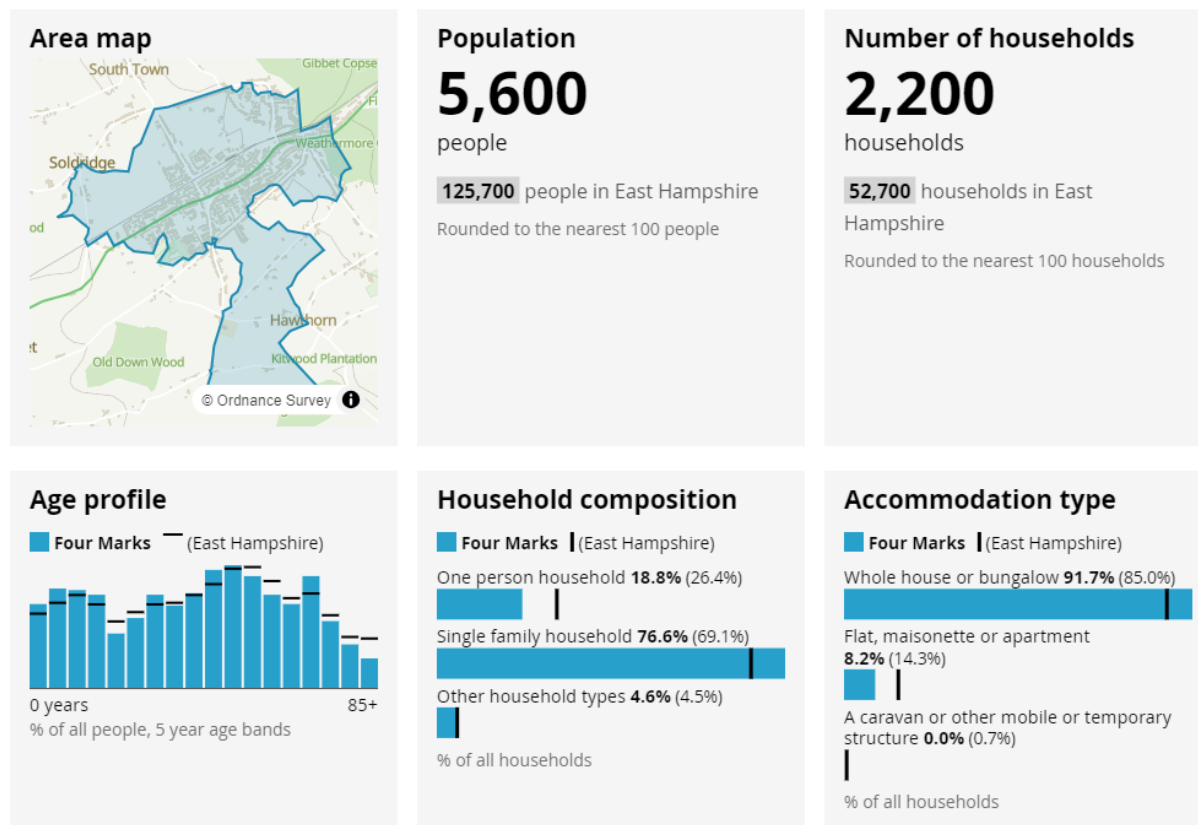 Area map
South Town
Gibbet Copse
Soldridge
Weathermore
Hawthorn
Old Down Wood
Kitwood Plantation
© Ordnance Survey
Population
5,600
people
125,700 people in East Hampshire
Rounded to the nearest 100 people
Number of households
2,200
households
52,700 households in East
Hampshire
Rounded to the nearest 100 households
Age profile
Four Marks (East Hampshire)
0 years 85+
% of all people, 5 year age bands
Household composition
Four Marks (East Hampshire)
One person household 18.8% (26.4%)
Single family household 76.6% (69.1%)
Other household types 4.6% (4.5%)
% of all households
Accommodation type
Four Marks (East Hampshire)
Whole house or bungalow 91.7% (85.0%)
Flat, maisonette or apartment
8.2% (14.3%)
A caravan or other mobile or temporary
structure 0.0% (0.7%)
% of all households